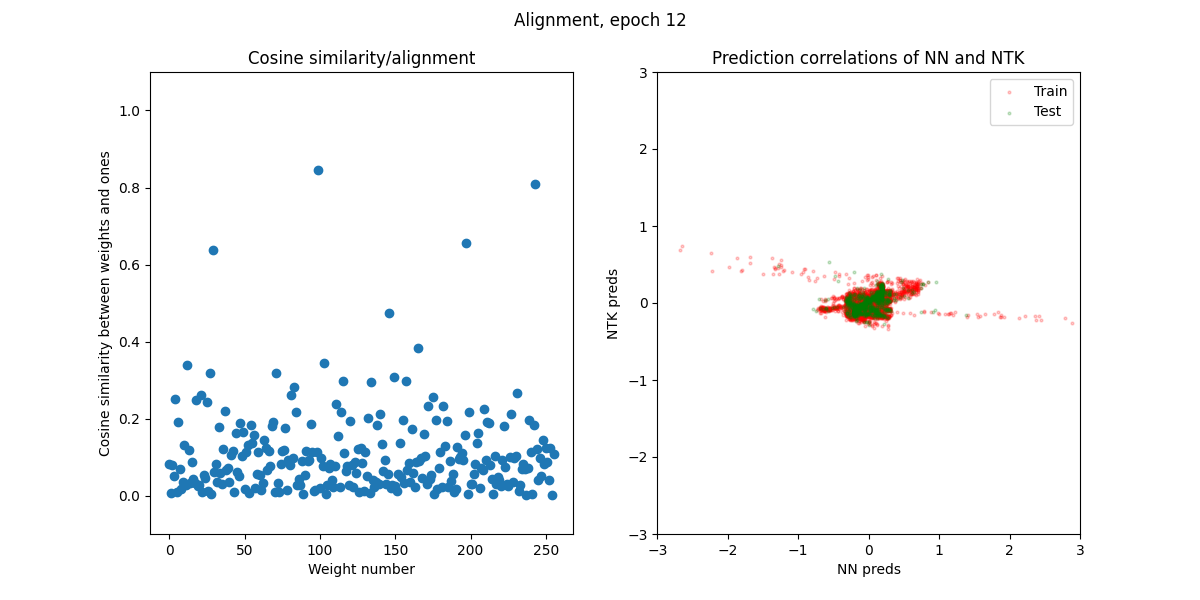 Alignment, epoch 12
Cosine similarity/alignment
Cosine similarity between weights and ones
1.0
0.8
0.6
0.4
0.2
0.0
0 50 100 150 200 250
Weight number
Prediction correlations of NN and NTK
NTK preds
3
2
1
0
−1
−2
−3
Train
Test
−3 −2 −1 0 1 2 3
NN preds